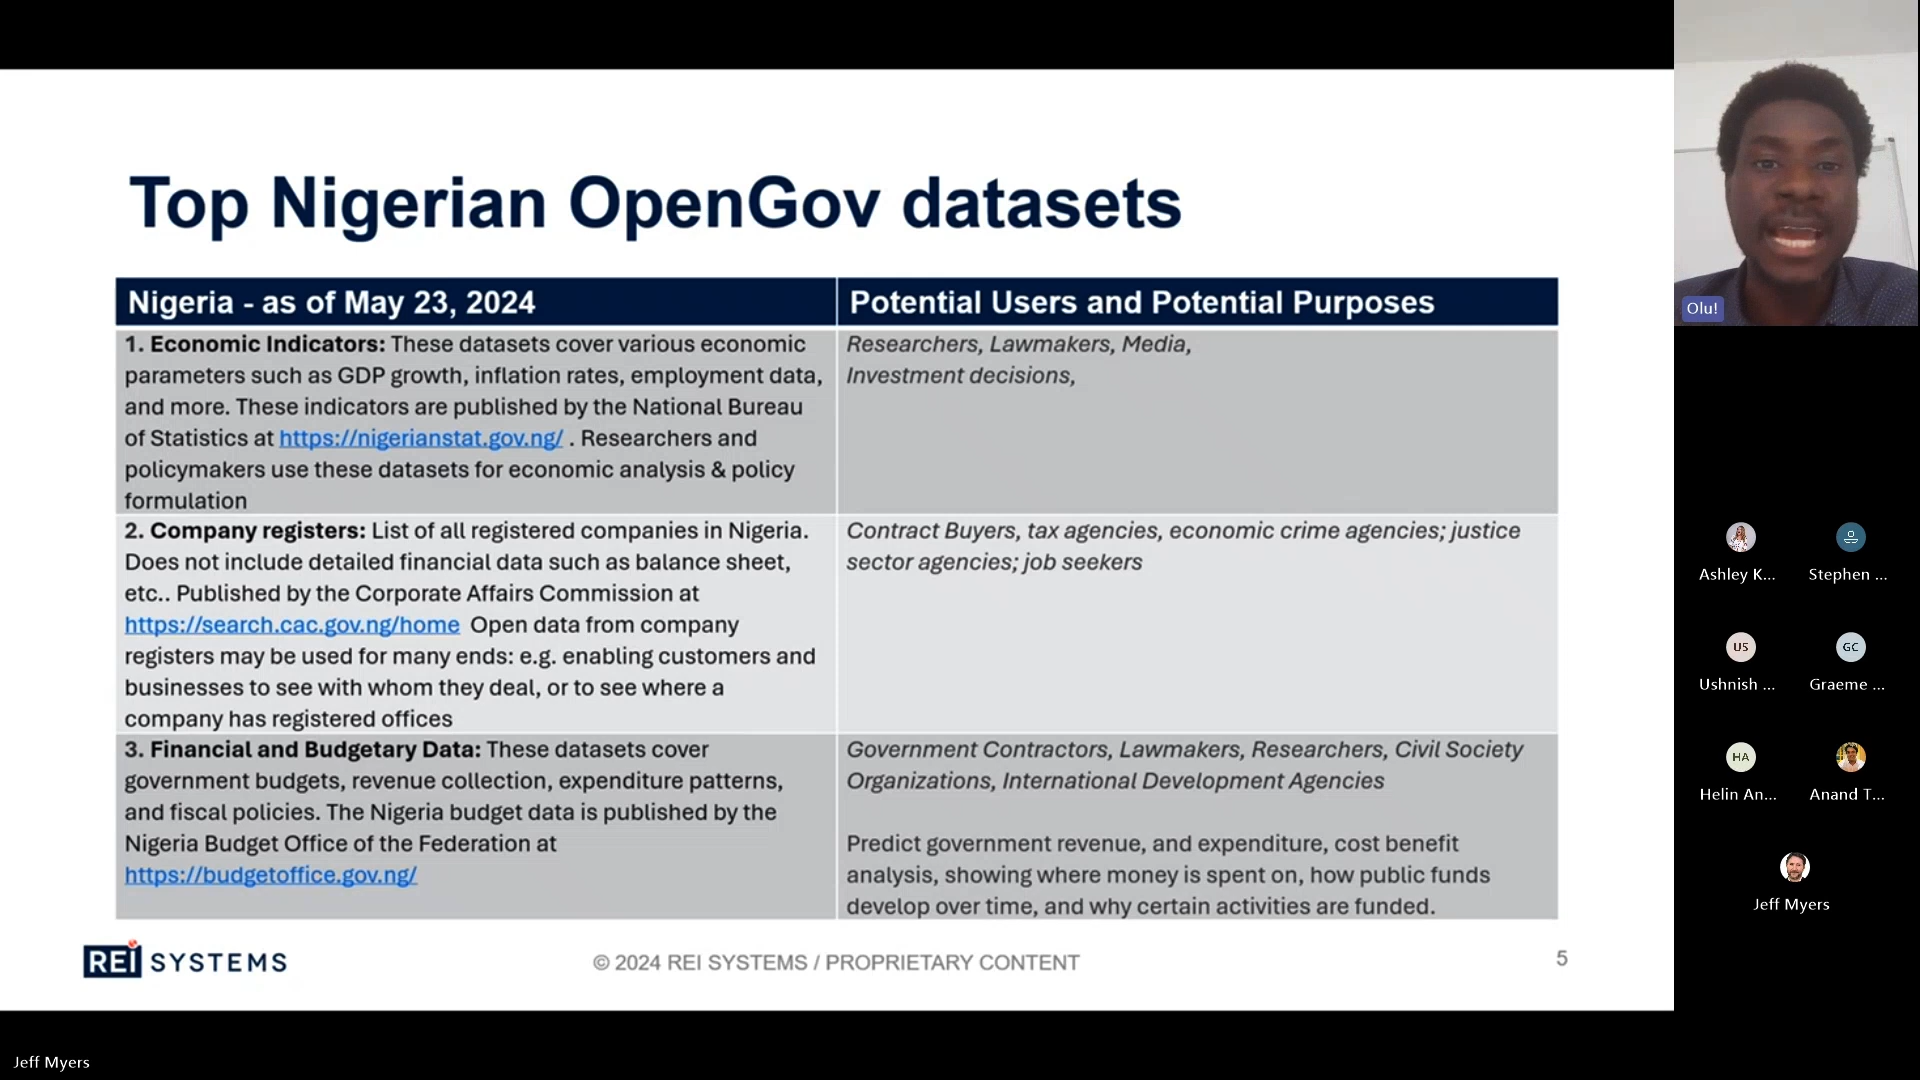 Top Nigerian OpenGov datasets
Nigeria - as of May 23, 2024
Potential Users and Potential Purposes
1. Economic Indicators: These datasets cover various economic
parameters such as GDP growth, inflation rates, employment data,
and more. These indicators are published by the National Bureau
of Statistics at https://nigerianstat.gov.ng/ . Researchers and
policymakers use these datasets for economic analysis & policy
formulation
Researchers, Lawmakers, Media,
Investment decisions,
2. Company registers: List of all registered companies in Nigeria.
Does not include detailed financial data such as balance sheet,
etc.. Published by the Corporate Affairs Commission at
https://search.cac.gov.ng/home Open data from company
registers may be used for many ends: e.g. enabling customers and
businesses to see with whom they deal, or to see where a
company has registered offices
Contract Buyers, tax agencies, economic crime agencies; justice
sector agencies; job seekers
3. Financial and Budgetary Data: These datasets cover
government budgets, revenue collection, expenditure patterns,
and fiscal policies. The Nigeria budget data is published by the
Nigeria Budget Office of the Federation at
https://budgetoffice.gov.ng/
Government Contractors, Lawmakers, Researchers, Civil Society
Organizations, International Development Agencies
Predict government revenue, and expenditure, cost benefit
analysis, showing where money is spent on, how public funds
develop over time, and why certain activities are funded.
REI SYSTEMS
© 2024 REI SYSTEMS / PROPRIETARY CONTENT
5
Olu!
Ashley K...
Stephen ...
US
GC
Ushnish ...
Graeme ...
HA
Helin An...
Anand T...
Jeff Myers
Jeff Myers